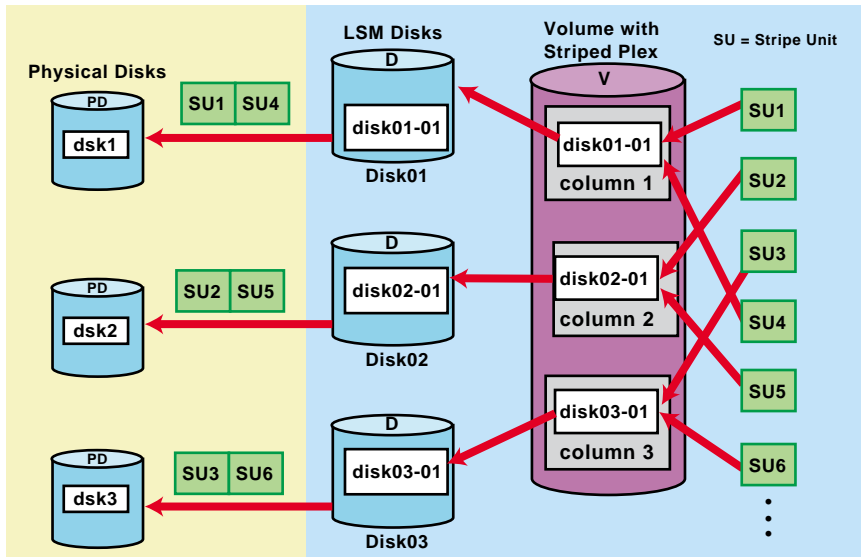 LSM Disks
Volume with
Striped Plex
SU = Stripe Unit
Physical Disks
PD
dsk1
SU1 SU4
D
disk01-01
Disk01
V
disk01-01
column 1
SU1
SU2
PD
dsk2
SU2 SU5
D
disk02-01
Disk02
disk02-01
column 2
SU3
SU4
SU5
PD
dsk3
SU3 SU6
D
disk03-01
Disk03
disk03-01
column 3
SU6